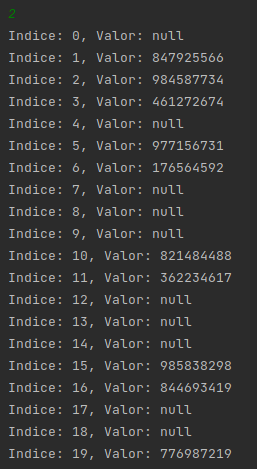 2
Indice: 0, Valor: null
Indice: 1, Valor: 847925566
Indice: 2, Valor: 984587734
Indice: 3, Valor: 461272674
Indice: 4, Valor: null
Indice: 5, Valor: 977156731
Indice: 6, Valor: 176564592
Indice: 7, Valor: null
Indice: 8, Valor: null
Indice: 9, Valor: null
Indice: 10, Valor: 821484488
Indice: 11, Valor: 362234617
Indice: 12, Valor: null
Indice: 13, Valor: null
Indice: 14, Valor: null
Indice: 15, Valor: 985838298
Indice: 16, Valor: 844693419
Indice: 17, Valor: null
Indice: 18, Valor: null
Indice: 19, Valor: 776987219